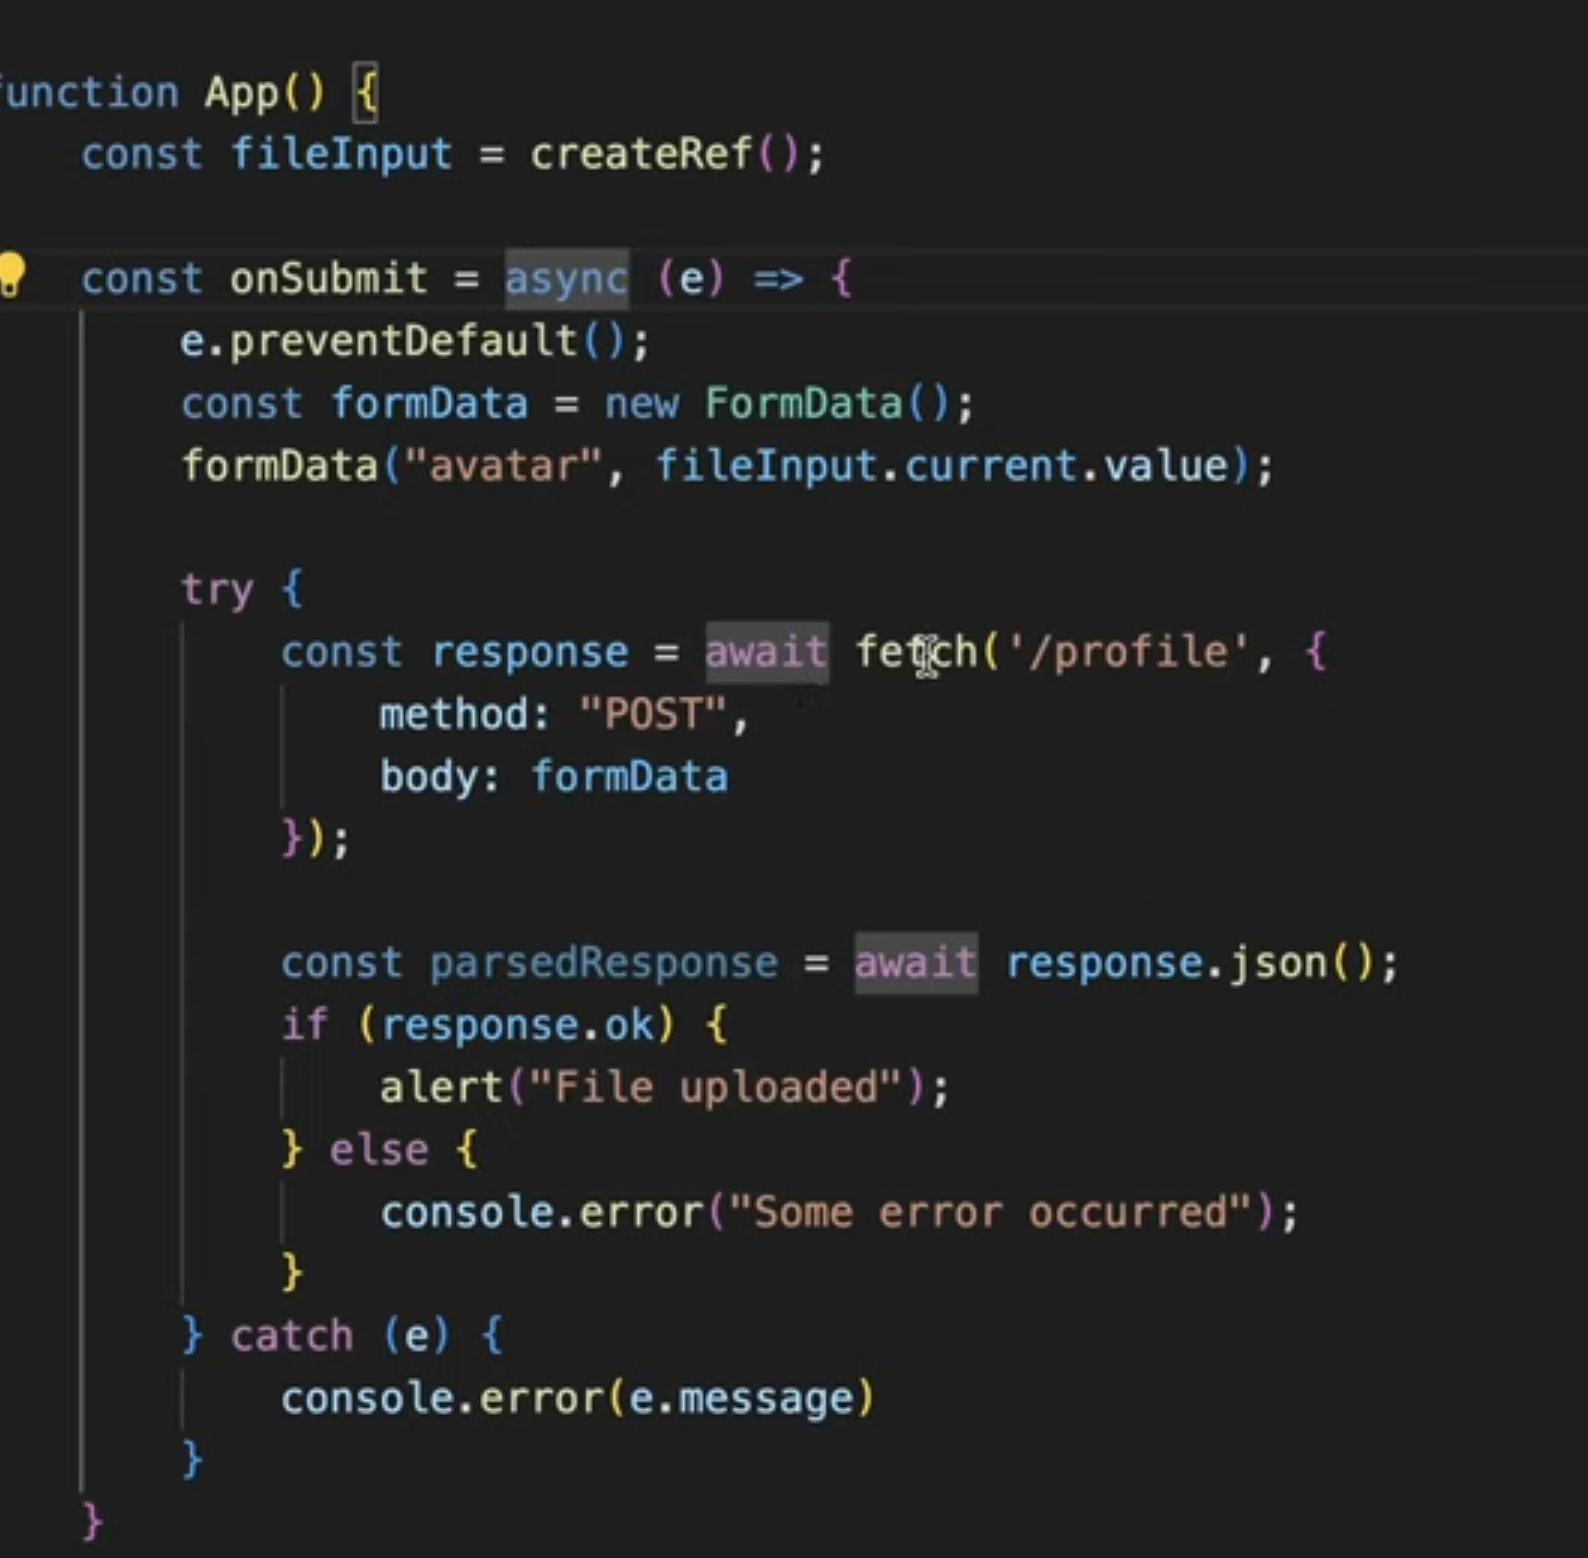 function App() {
    const fileInput = createRef();

    const onSubmit = async (e) => {
        e.preventDefault();
        const formData = new FormData();
        formData("avatar", fileInput.current.value);

        try {
            const response = await fetch('/profile', {
                method: "POST",
                body: formData
            });

            const parsedResponse = await response.json();
            if (response.ok) {
                alert("File uploaded");
            } else {
                console.error("Some error occurred");
            }
        } catch (e) {
            console.error(e.message)
        }
    }